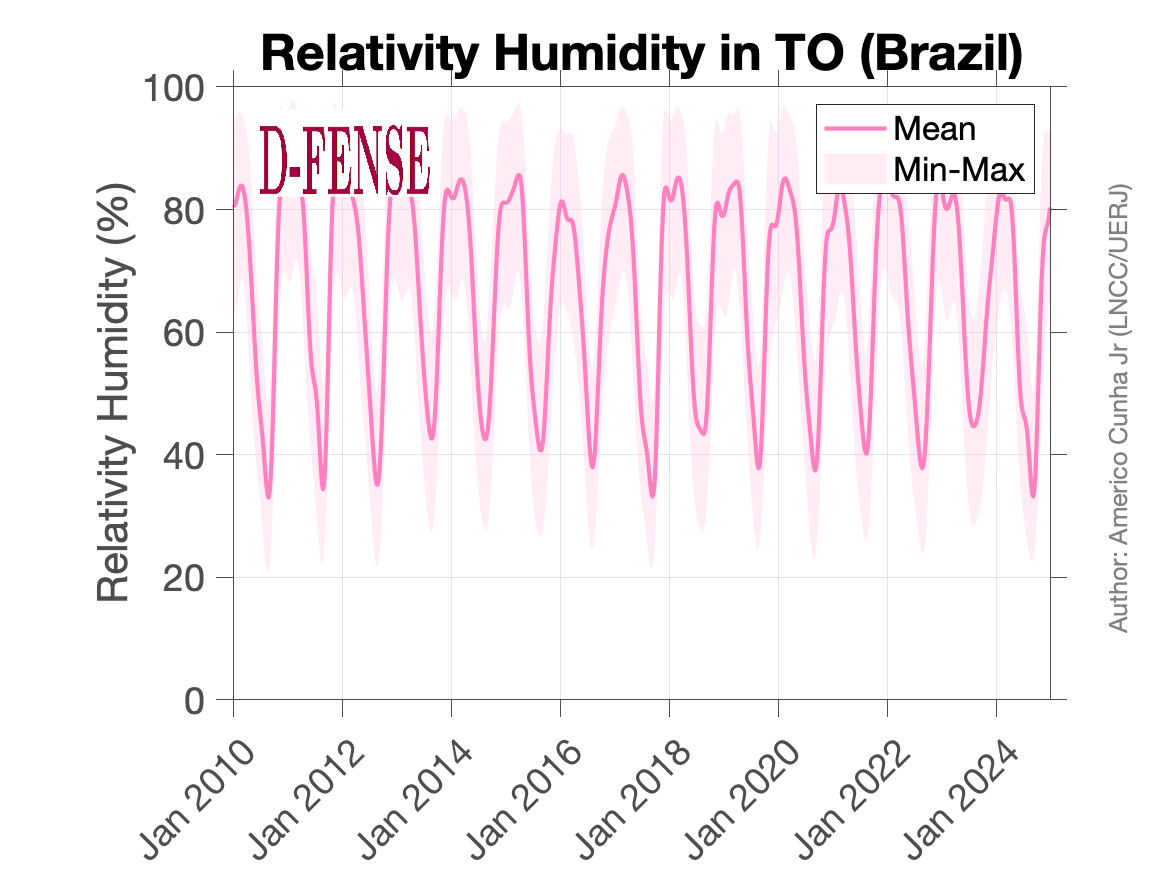 Relativity Humidity in TO (Brazil)
D-FENSE
Mean
Min-Max
Relativity Humidity (%)
100
80
60
40
20
0
Jan 2010
Jan 2012
Jan 2014
Jan 2016
Jan 2018
Jan 2020
Jan 2022
Jan 2024
Author: Americo Cunha Jr (LNCC/UERJ)